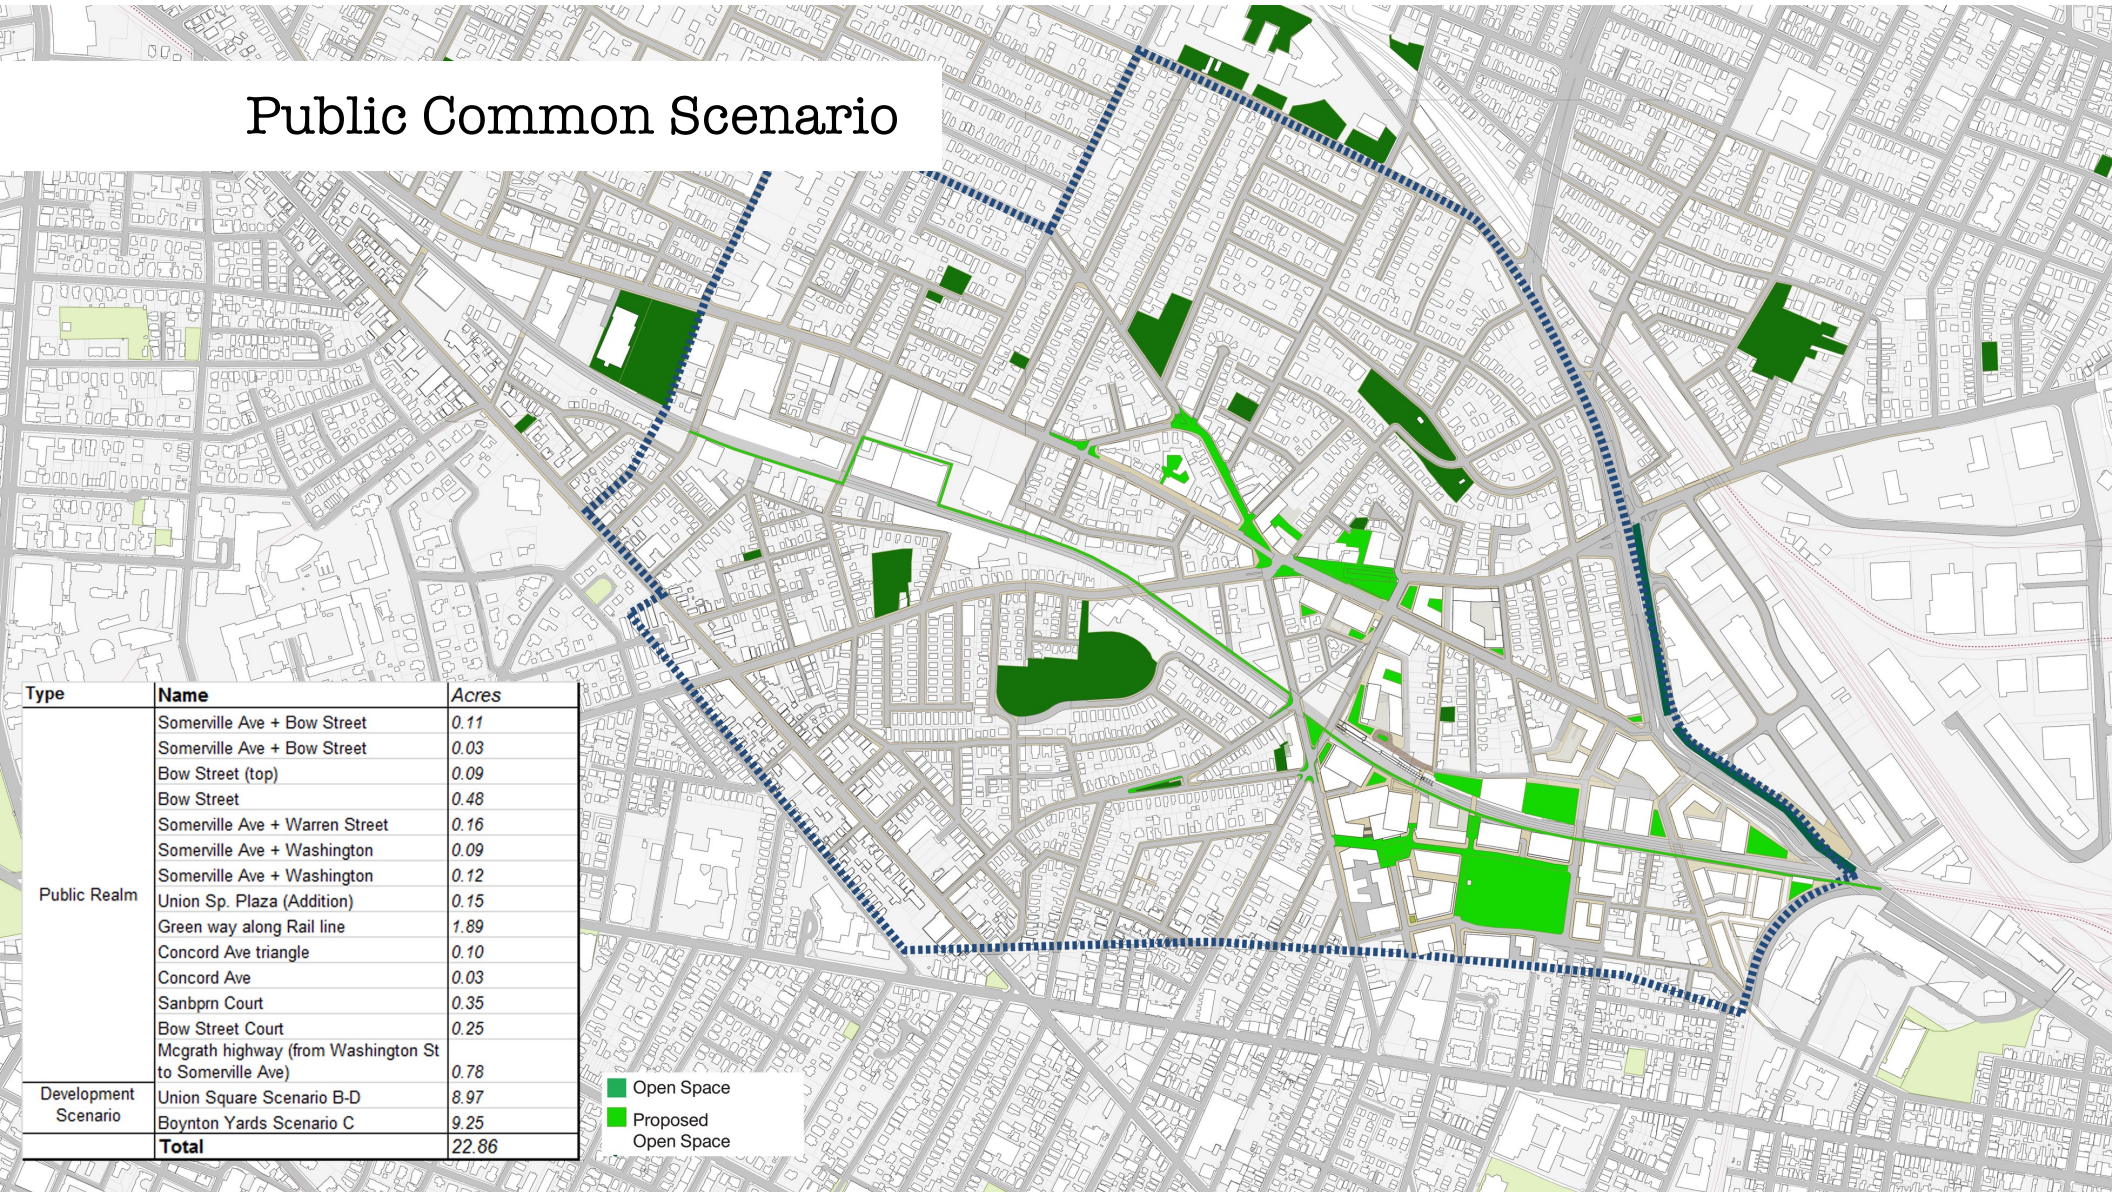 Public Common Scenario
Type Name Acres
Public Realm
Somerville Ave + Bow Street 0.11
Somerville Ave + Bow Street 0.03
Bow Street (top) 0.09
Bow Street 0.48
Somerville Ave + Warren Street 0.16
Somerville Ave + Washington 0.09
Somerville Ave + Washington 0.12
Union Sp. Plaza (Addition) 0.15
Green way along Rail line 1.89
Concord Ave triangle 0.10
Concord Ave 0.03
Sanbprn Court 0.35
Bow Street Court 0.25
Mcgrath highway (from Washington St
to Somerville Ave) 0.78
Development
Scenario
Union Square Scenario B-D 8.97
Boynton Yards Scenario C 9.25
Total 22.86
Open Space
Proposed
Open Space